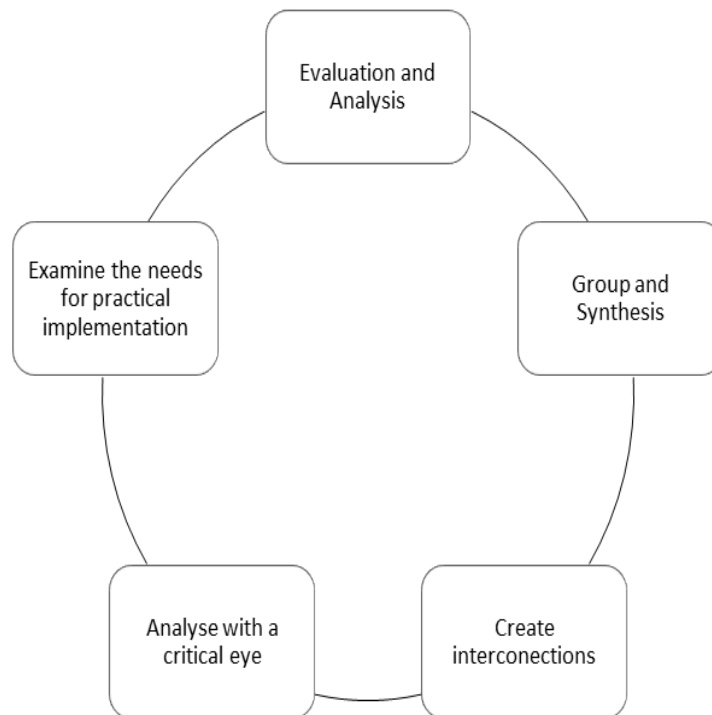 Evaluation and
Analysis
Group and
Synthesis
Create
interconections
Analyse with a
critical eye
Examine the needs
for practical
implementation